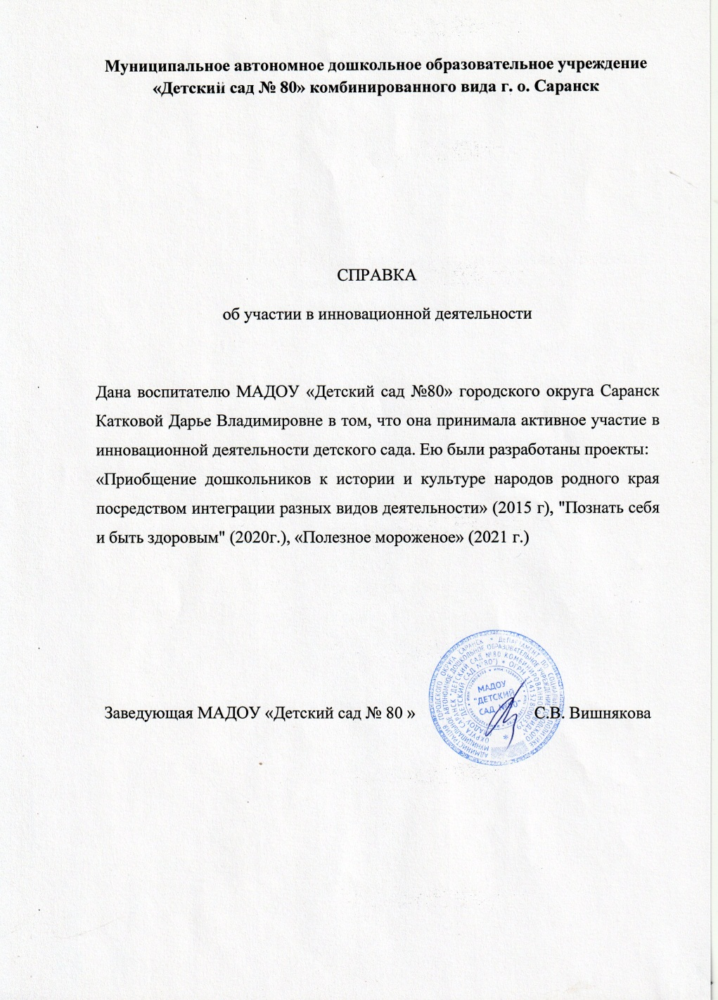 Муниципальное автономное дошкольное образовательное учреждение
«Детский сад № 80» комбинированного вида г. о. Саранск
СПРАВКА
об участии в инновационной деятельности
Дана воспитателю МАДОУ «Детский сад №80» городского округа Саранск
Катковой Дарье Владимировне в том, что она принимала активное участие в
инновационной деятельности детского сада. Ею были разработаны проекты:
«Приобщение дошкольников к истории и культуре народов родного края
посредством интеграции разных видов деятельности» (2015 г), "Познать себя
и быть здоровым" (2020г.), «Полезное мороженое» (2021 г.)
Заведующая МАДОУ «Детский сад № 80 »
С.В. Вишнякова
МАДОУ
"ДЕТСКИЙ
САД №80"